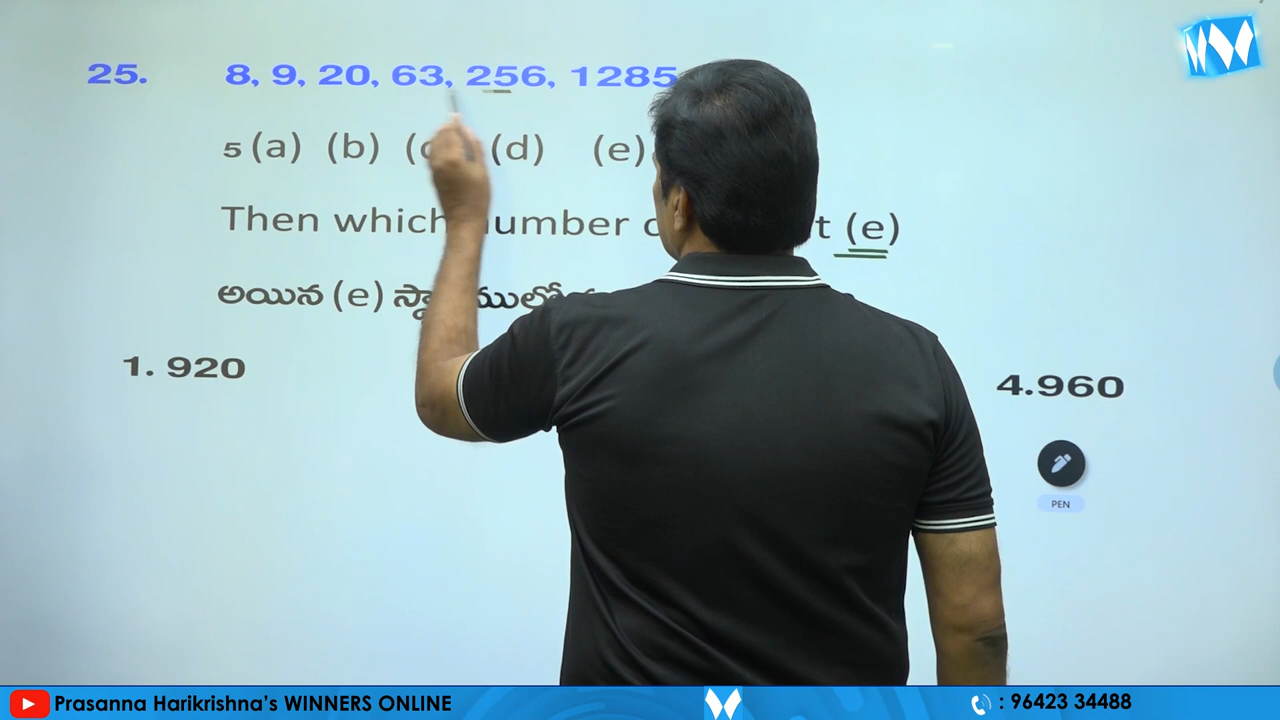 25. 8, 9, 20, 63, 256, 1285
5 (a) (b) (d) (e)
Then which (e)
అయిన (e)
1. 920
4.960
PEN
Prasanna Harikrishna's WINNERS ONLINE
: 96423 34488